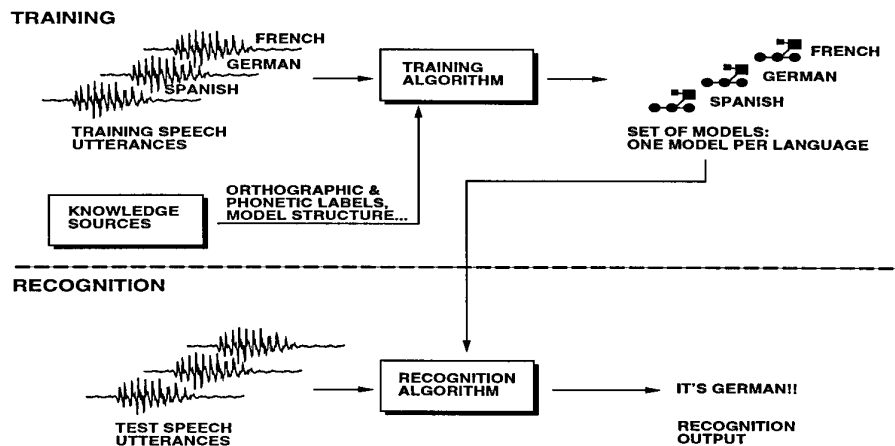 TRAINING
FRENCH
GERMAN
SPANISH
TRAINING SPEECH
UTTERANCES
TRAINING
ALGORITHM
FRENCH
GERMAN
SPANISH
SET OF MODELS:
ONE MODEL PER LANGUAGE
KNOWLEDGE
SOURCES
ORTHOGRAPHIC &
PHONETIC LABELS,
MODEL STRUCTURE...
RECOGNITION
TEST SPEECH
UTTERANCES
RECOGNITION
ALGORITHM
IT'S GERMAN!!
RECOGNITION
OUTPUT